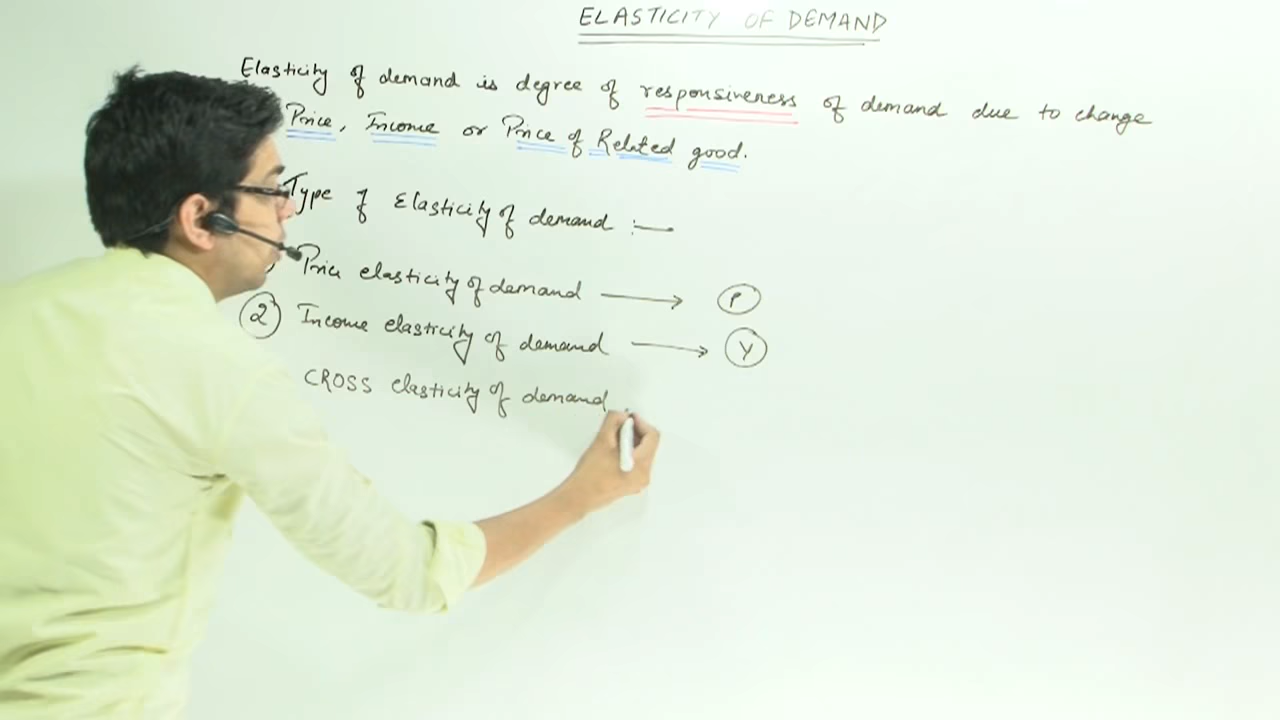 ELASTICITY OF DEMAND
Elasticity of demand is degree of responsiveness of demand due to change
Price, Income or Price of Related good.
Type of Elasticity of demand :—
Price elasticity of demand → P
2 Income elasticity of demand → Y
CROSS elasticity of demand